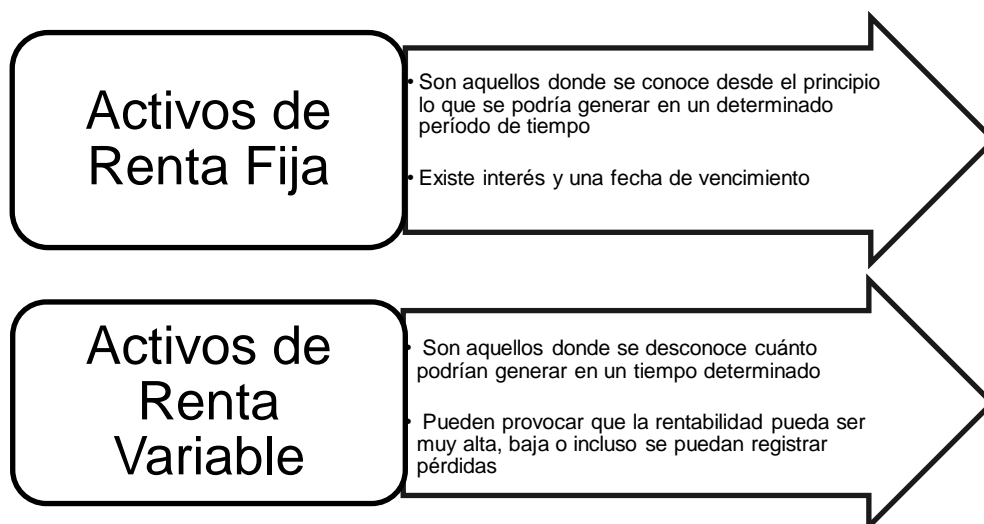 Activos de
Renta Fija
• Son aquellos donde se conoce desde el principio
lo que se podría generar en un determinado
período de tiempo
• Existe interés y una fecha de vencimiento
Activos de
Renta
Variable
• Son aquellos donde se desconoce cuánto
podrían generar en un tiempo determinado
• Pueden provocar que la rentabilidad pueda ser
muy alta, baja o incluso se puedan registrar
pérdidas